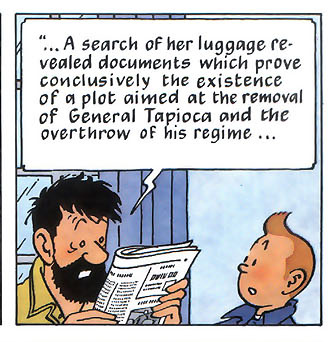 "... A search of her luggage re-
vealed documents which prove
conclusively the existence
of a plot aimed at the removal
of General Tapioca and the
overthrow of his regime ...